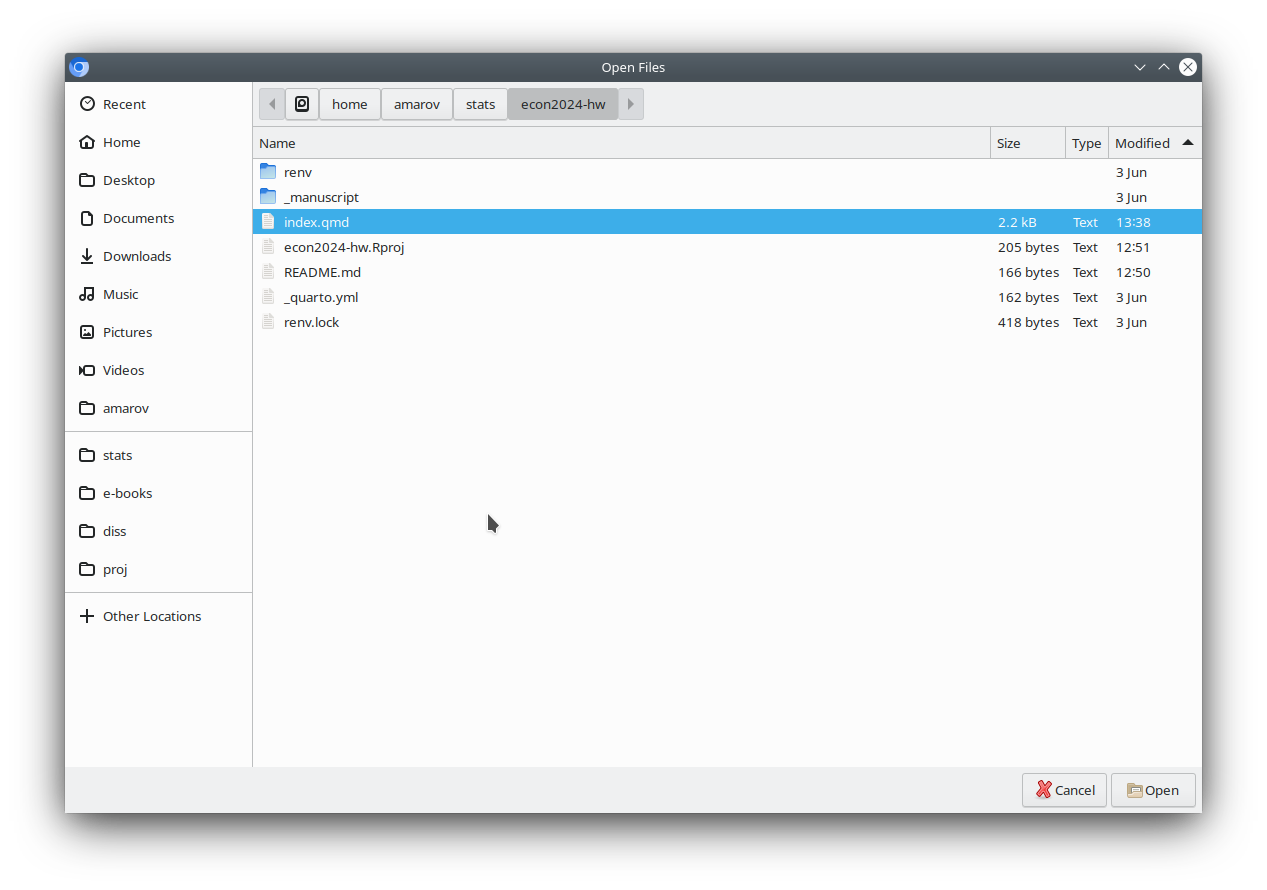 Open Files
Recent
Home
Desktop
Documents
Downloads
Music
Pictures
Videos
amarov
stats
e-books
diss
proj
Other Locations
home amarov stats econ2024-hw
Name Size Type Modified
renv 3 Jun
_manuscript 3 Jun
index.qmd 2.2 kB Text 13:38
econ2024-hw.Rproj 205 bytes Text 12:51
README.md 166 bytes Text 12:50
_quarto.yml 162 bytes Text 3 Jun
renv.lock 418 bytes Text 3 Jun
Cancel Open